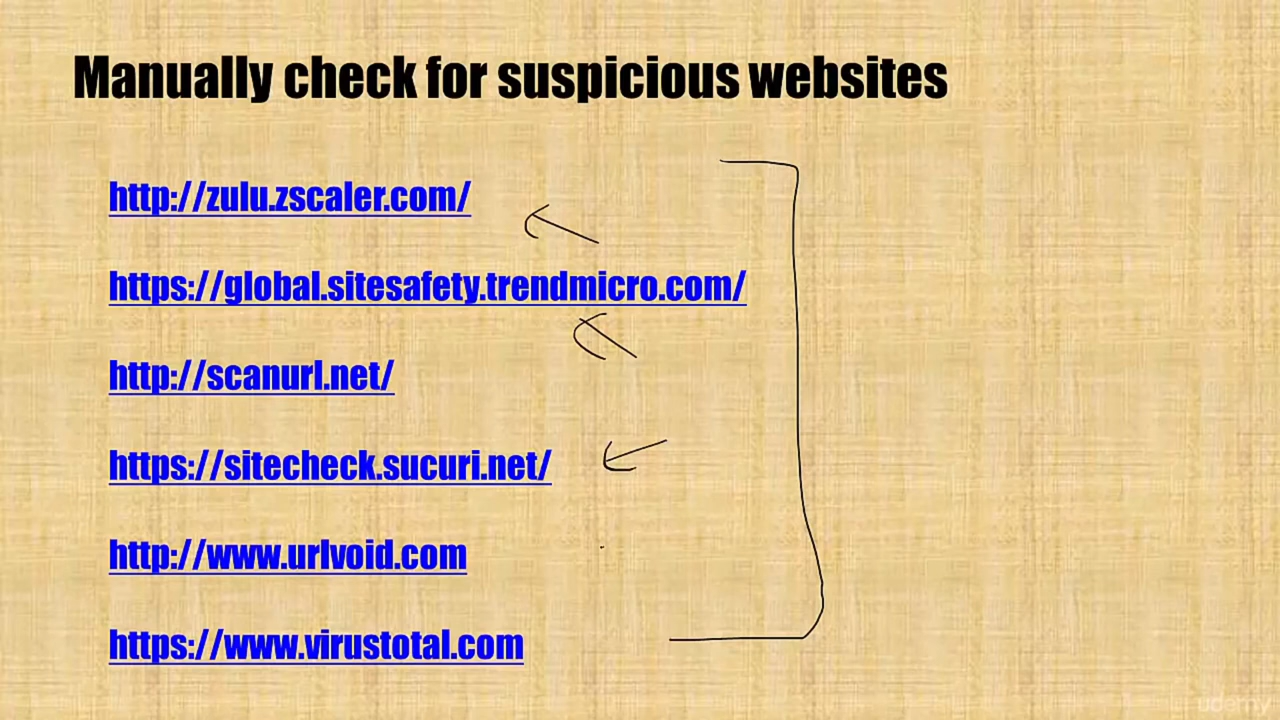 Manually check for suspicious websites
http://zulu.zscaler.com/
https://global.sitesafety.trendmicro.com/
http://scanurl.net/
https://sitecheck.sucuri.net/
http://www.urlvoid.com
https://www.virustotal.com
udemy